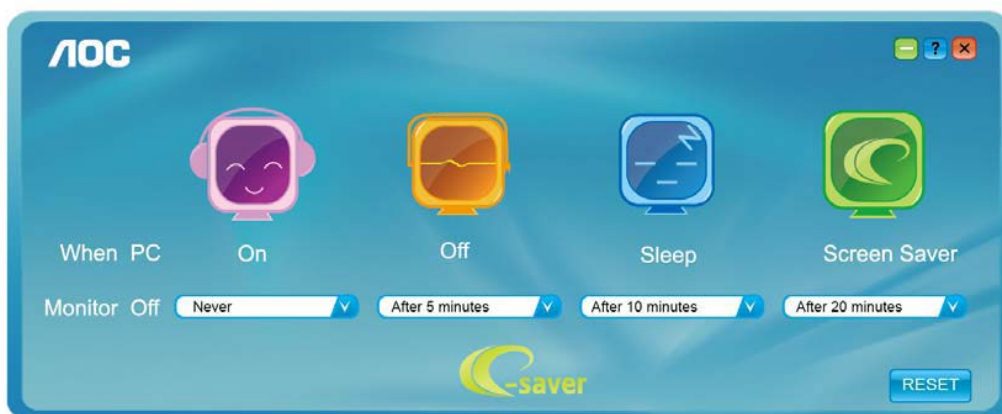 AOC
?
When PC On Off Sleep Screen Saver
Monitor Off Never After 5 minutes After 10 minutes After 20 minutes
e-saver
RESET